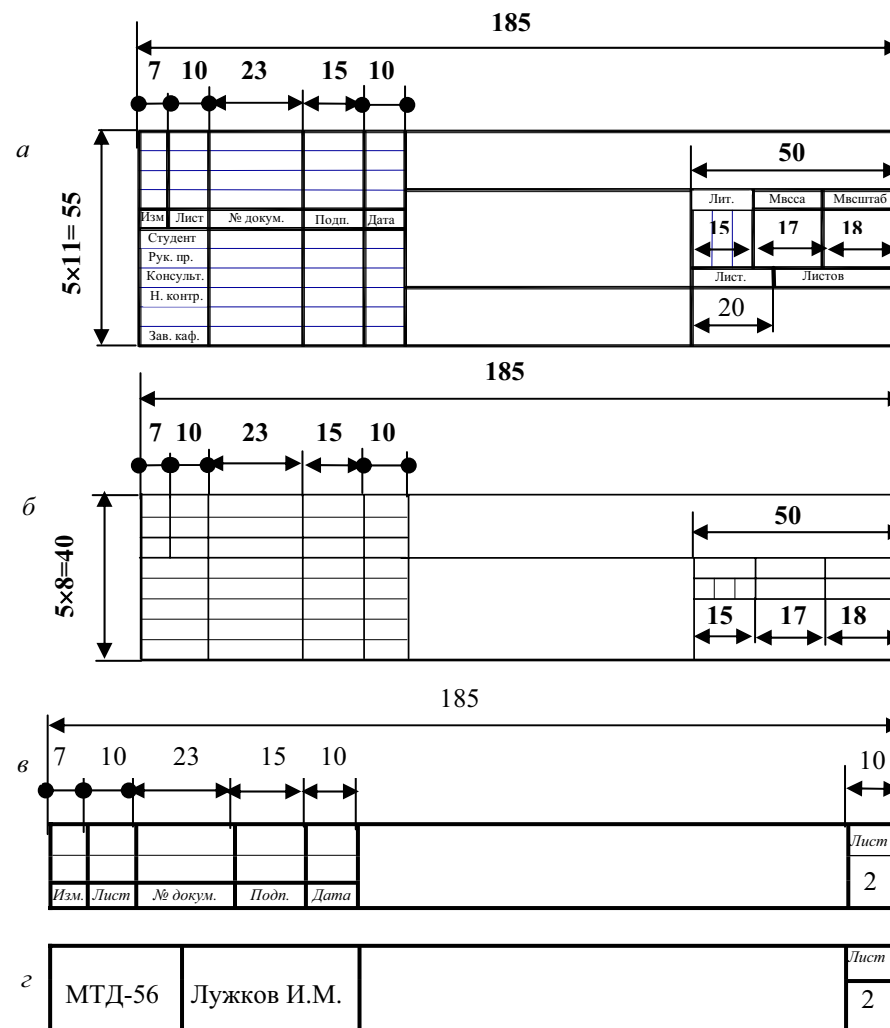 185
7 10 23 15 10
а
50
5×11= 55
Лит. Мвсса Мвсштаб
Изм Лист № докум. Подп. Дата
15 17 18
Студент
Рук. пр.
Консульт.
Лист. Листов
Н. контр.
20
Зав. каф.
185
7 10 23 15 10
б
50
5×8=40
15 17 18
185
в
7 10 23 15 10 10
Лист
2
Изм. Лист № докум. Подп. Дата
г
Лист
МТД-56 Лужков И.М. 2